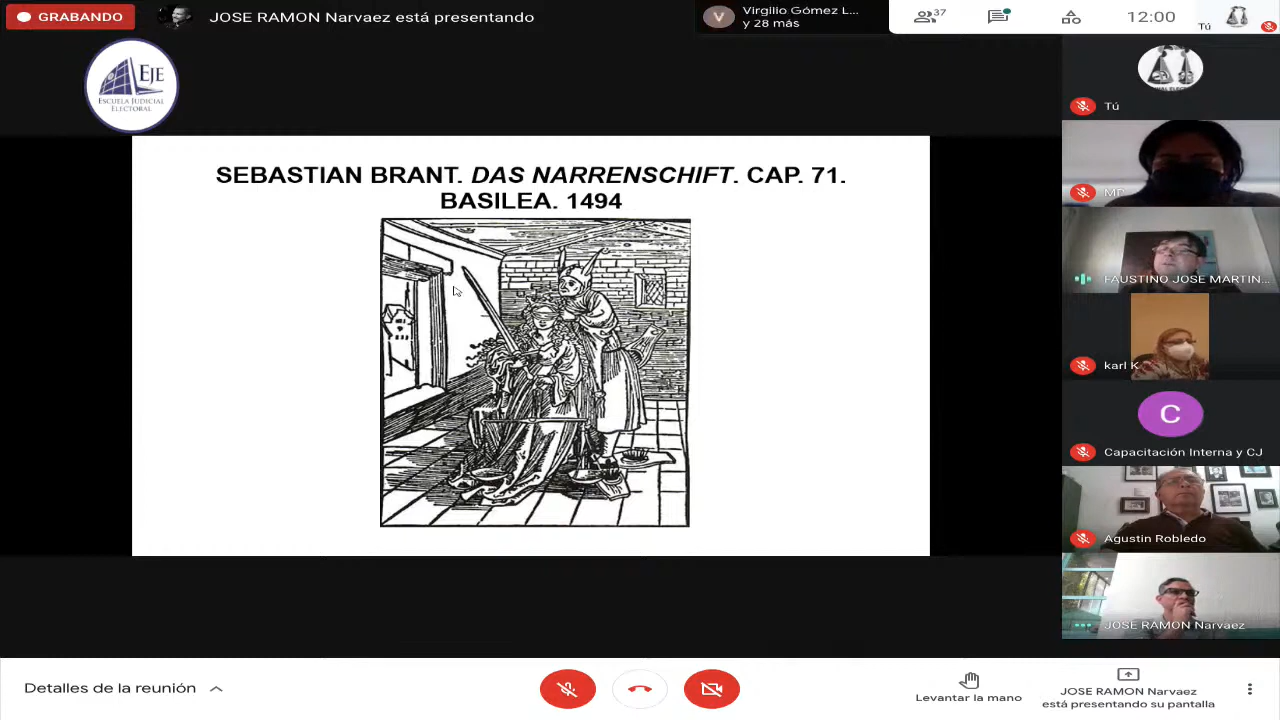 GRABANDO
JOSE RAMON Narvaez está presentando
V
Virgilio Gómez L...
y 28 más
37
12:00
Tú
EJE
ESCUELA JUDICIAL
ELECTORAL
SEBASTIAN BRANT. DAS NARRENSCHIFT. CAP. 71.
BASILEA. 1494
Tú
FAUSTINO JOSE MARTIN...
karl K
C
Capacitación Interna y CJ
Agustin Robledo
JOSE RAMON Narvaez
Detalles de la reunión
Levantar la mano
JOSE RAMON Narvaez
está presentando su pantalla